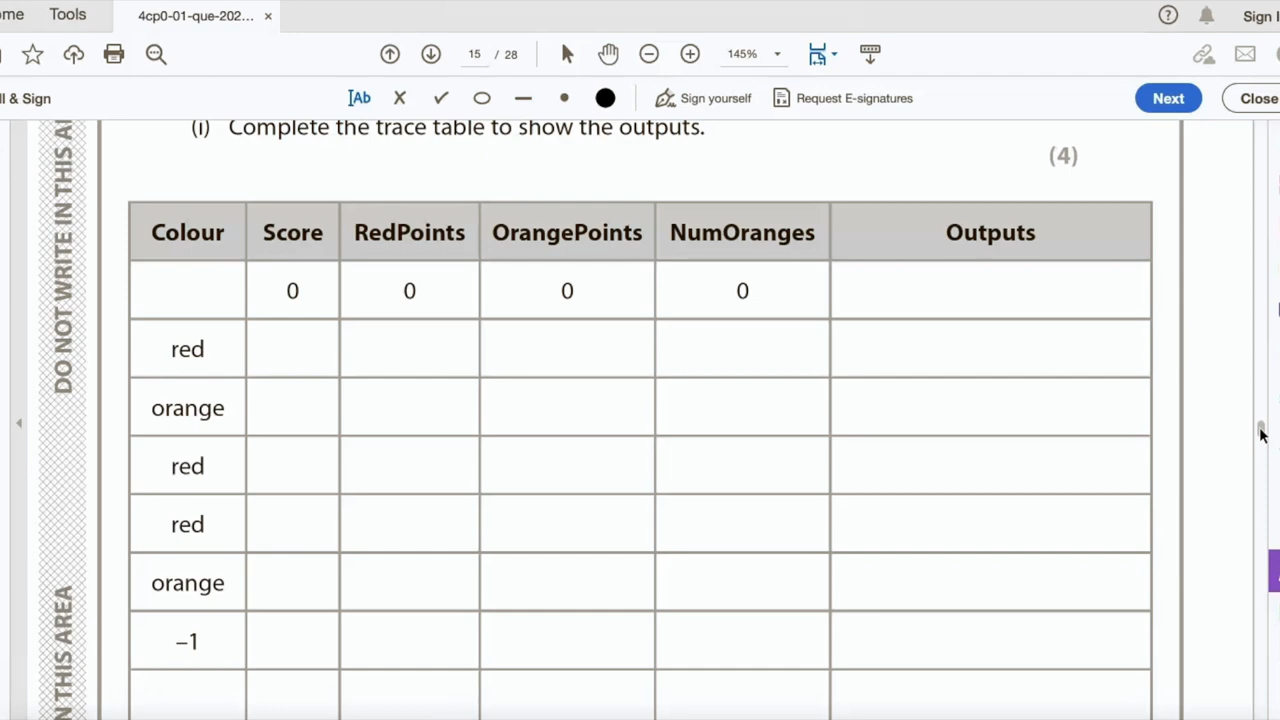 ome Tools 4cp0-01-que-202... × Sign I
15 / 28 145%
ll & Sign Ab Sign yourself Request E-signatures Next Close
(i) Complete the trace table to show the outputs.
(4)
Colour Score RedPoints OrangePoints NumOranges Outputs
0 0 0 0
red
orange
red
red
orange
–1
DO NOT WRITE IN THIS AR
N THIS AREA